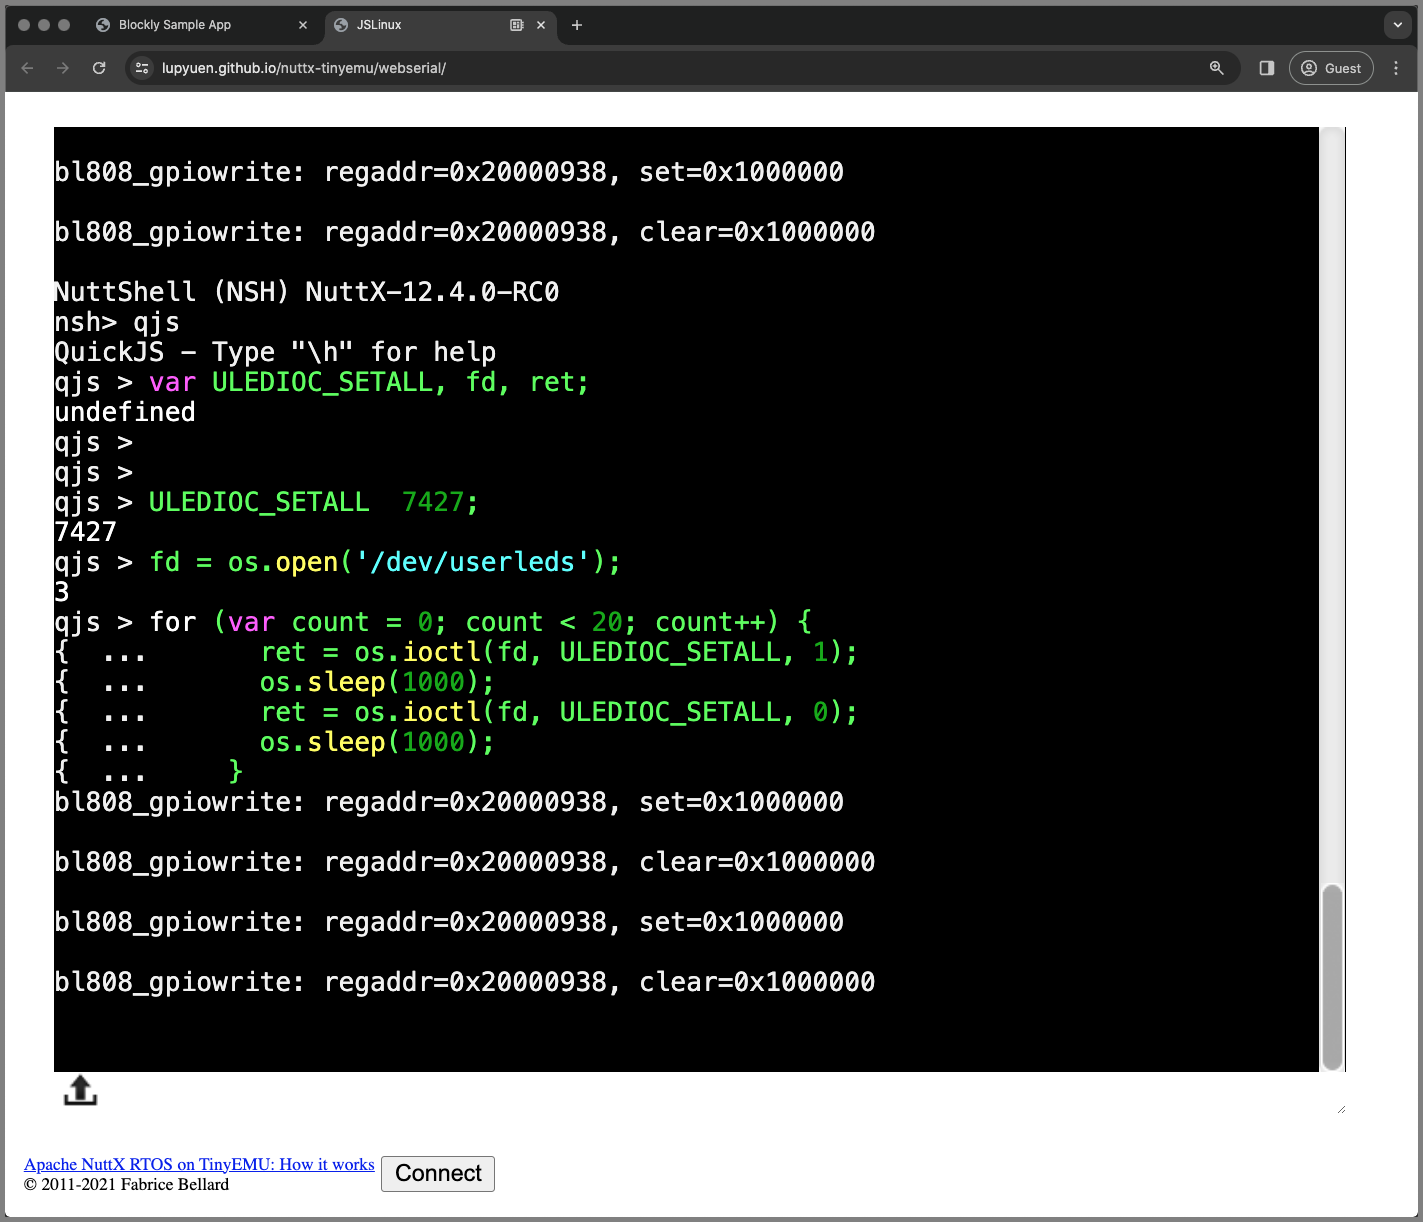 Blockly Sample App
JSLinux
lupyuen.github.io/nuttx-tinyemu/webserial/
Guest
bl808_gpiowrite: regaddr=0x20000938, set=0x1000000
bl808_gpiowrite: regaddr=0x20000938, clear=0x1000000
NuttShell (NSH) NuttX-12.4.0-RC0
nsh> qjs
QuickJS - Type "\h" for help
qjs > var ULEDIOC_SETALL, fd, ret;
undefined
qjs >
qjs >
qjs > ULEDIOC_SETALL  7427;
7427
qjs > fd = os.open('/dev/userleds');
3
qjs > for (var count = 0; count < 20; count++) {
{  ...       ret = os.ioctl(fd, ULEDIOC_SETALL, 1);
{  ...       os.sleep(1000);
{  ...       ret = os.ioctl(fd, ULEDIOC_SETALL, 0);
{  ...       os.sleep(1000);
{  ...     }
bl808_gpiowrite: regaddr=0x20000938, set=0x1000000
bl808_gpiowrite: regaddr=0x20000938, clear=0x1000000
bl808_gpiowrite: regaddr=0x20000938, set=0x1000000
bl808_gpiowrite: regaddr=0x20000938, clear=0x1000000
Apache NuttX RTOS on TinyEMU: How it works
© 2011-2021 Fabrice Bellard
Connect